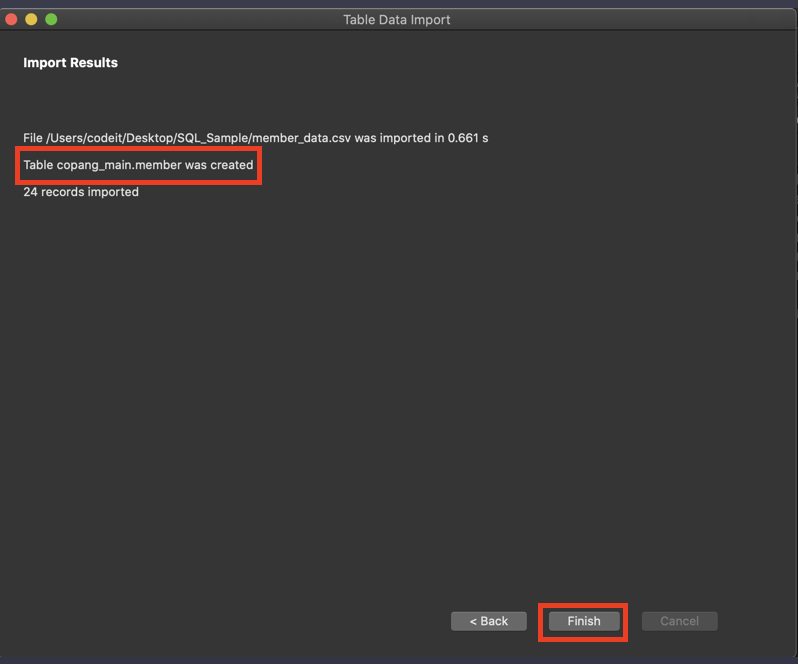 Table Data Import
Import Results
File /Users/codeit/Desktop/SQL_Sample/member_data.csv was imported in 0.661 s
Table copang_main.member was created
24 records imported
< Back
Finish
Cancel